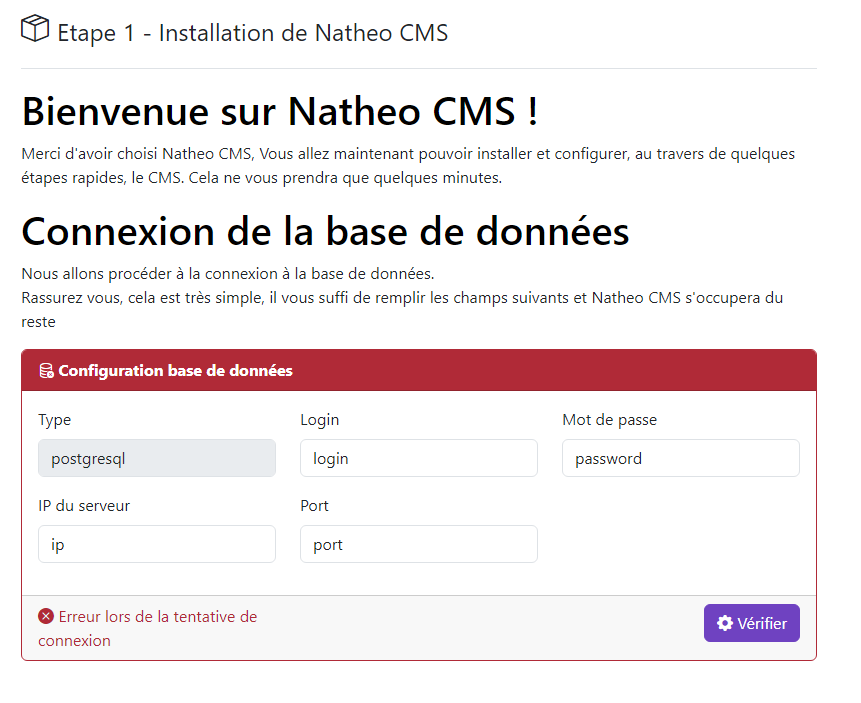 Etape 1 - Installation de Natheo CMS
Bienvenue sur Natheo CMS !
Merci d'avoir choisi Natheo CMS, Vous allez maintenant pouvoir installer et configurer, au travers de quelques
étapes rapides, le CMS. Cela ne vous prendra que quelques minutes.
Connexion de la base de données
Nous allons procéder à la connexion à la base de données.
Rassurez vous, cela est très simple, il vous suffi de remplir les champs suivants et Natheo CMS s'occupera du
reste
Configuration base de données
Type Login Mot de passe
postgresql login password
IP du serveur Port
ip port
Erreur lors de la tentative de
connexion
Vérifier